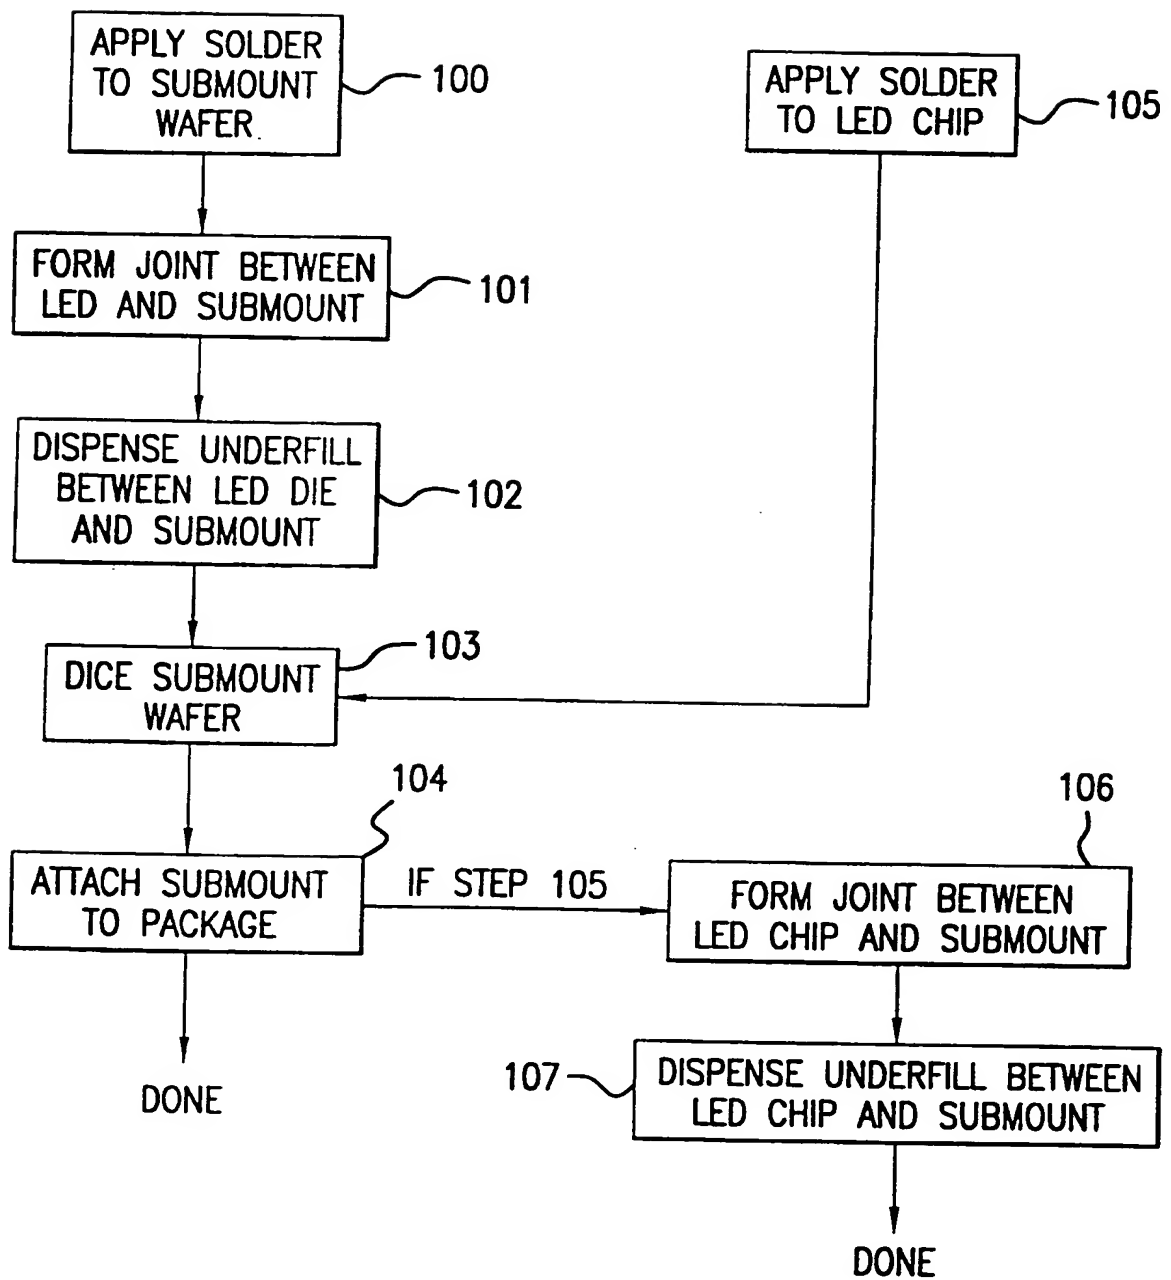 APPLY SOLDER
TO SUBMOUNT
WAFER
100
APPLY SOLDER
TO LED CHIP
105
FORM JOINT BETWEEN
LED AND SUBMOUNT
101
DISPENSE UNDERFILL
BETWEEN LED DIE
AND SUBMOUNT
102
DICE SUBMOUNT
WAFER
103
104
ATTACH SUBMOUNT
TO PACKAGE
IF STEP 105
106
FORM JOINT BETWEEN
LED CHIP AND SUBMOUNT
DONE
107
DISPENSE UNDERFILL BETWEEN
LED CHIP AND SUBMOUNT
DONE